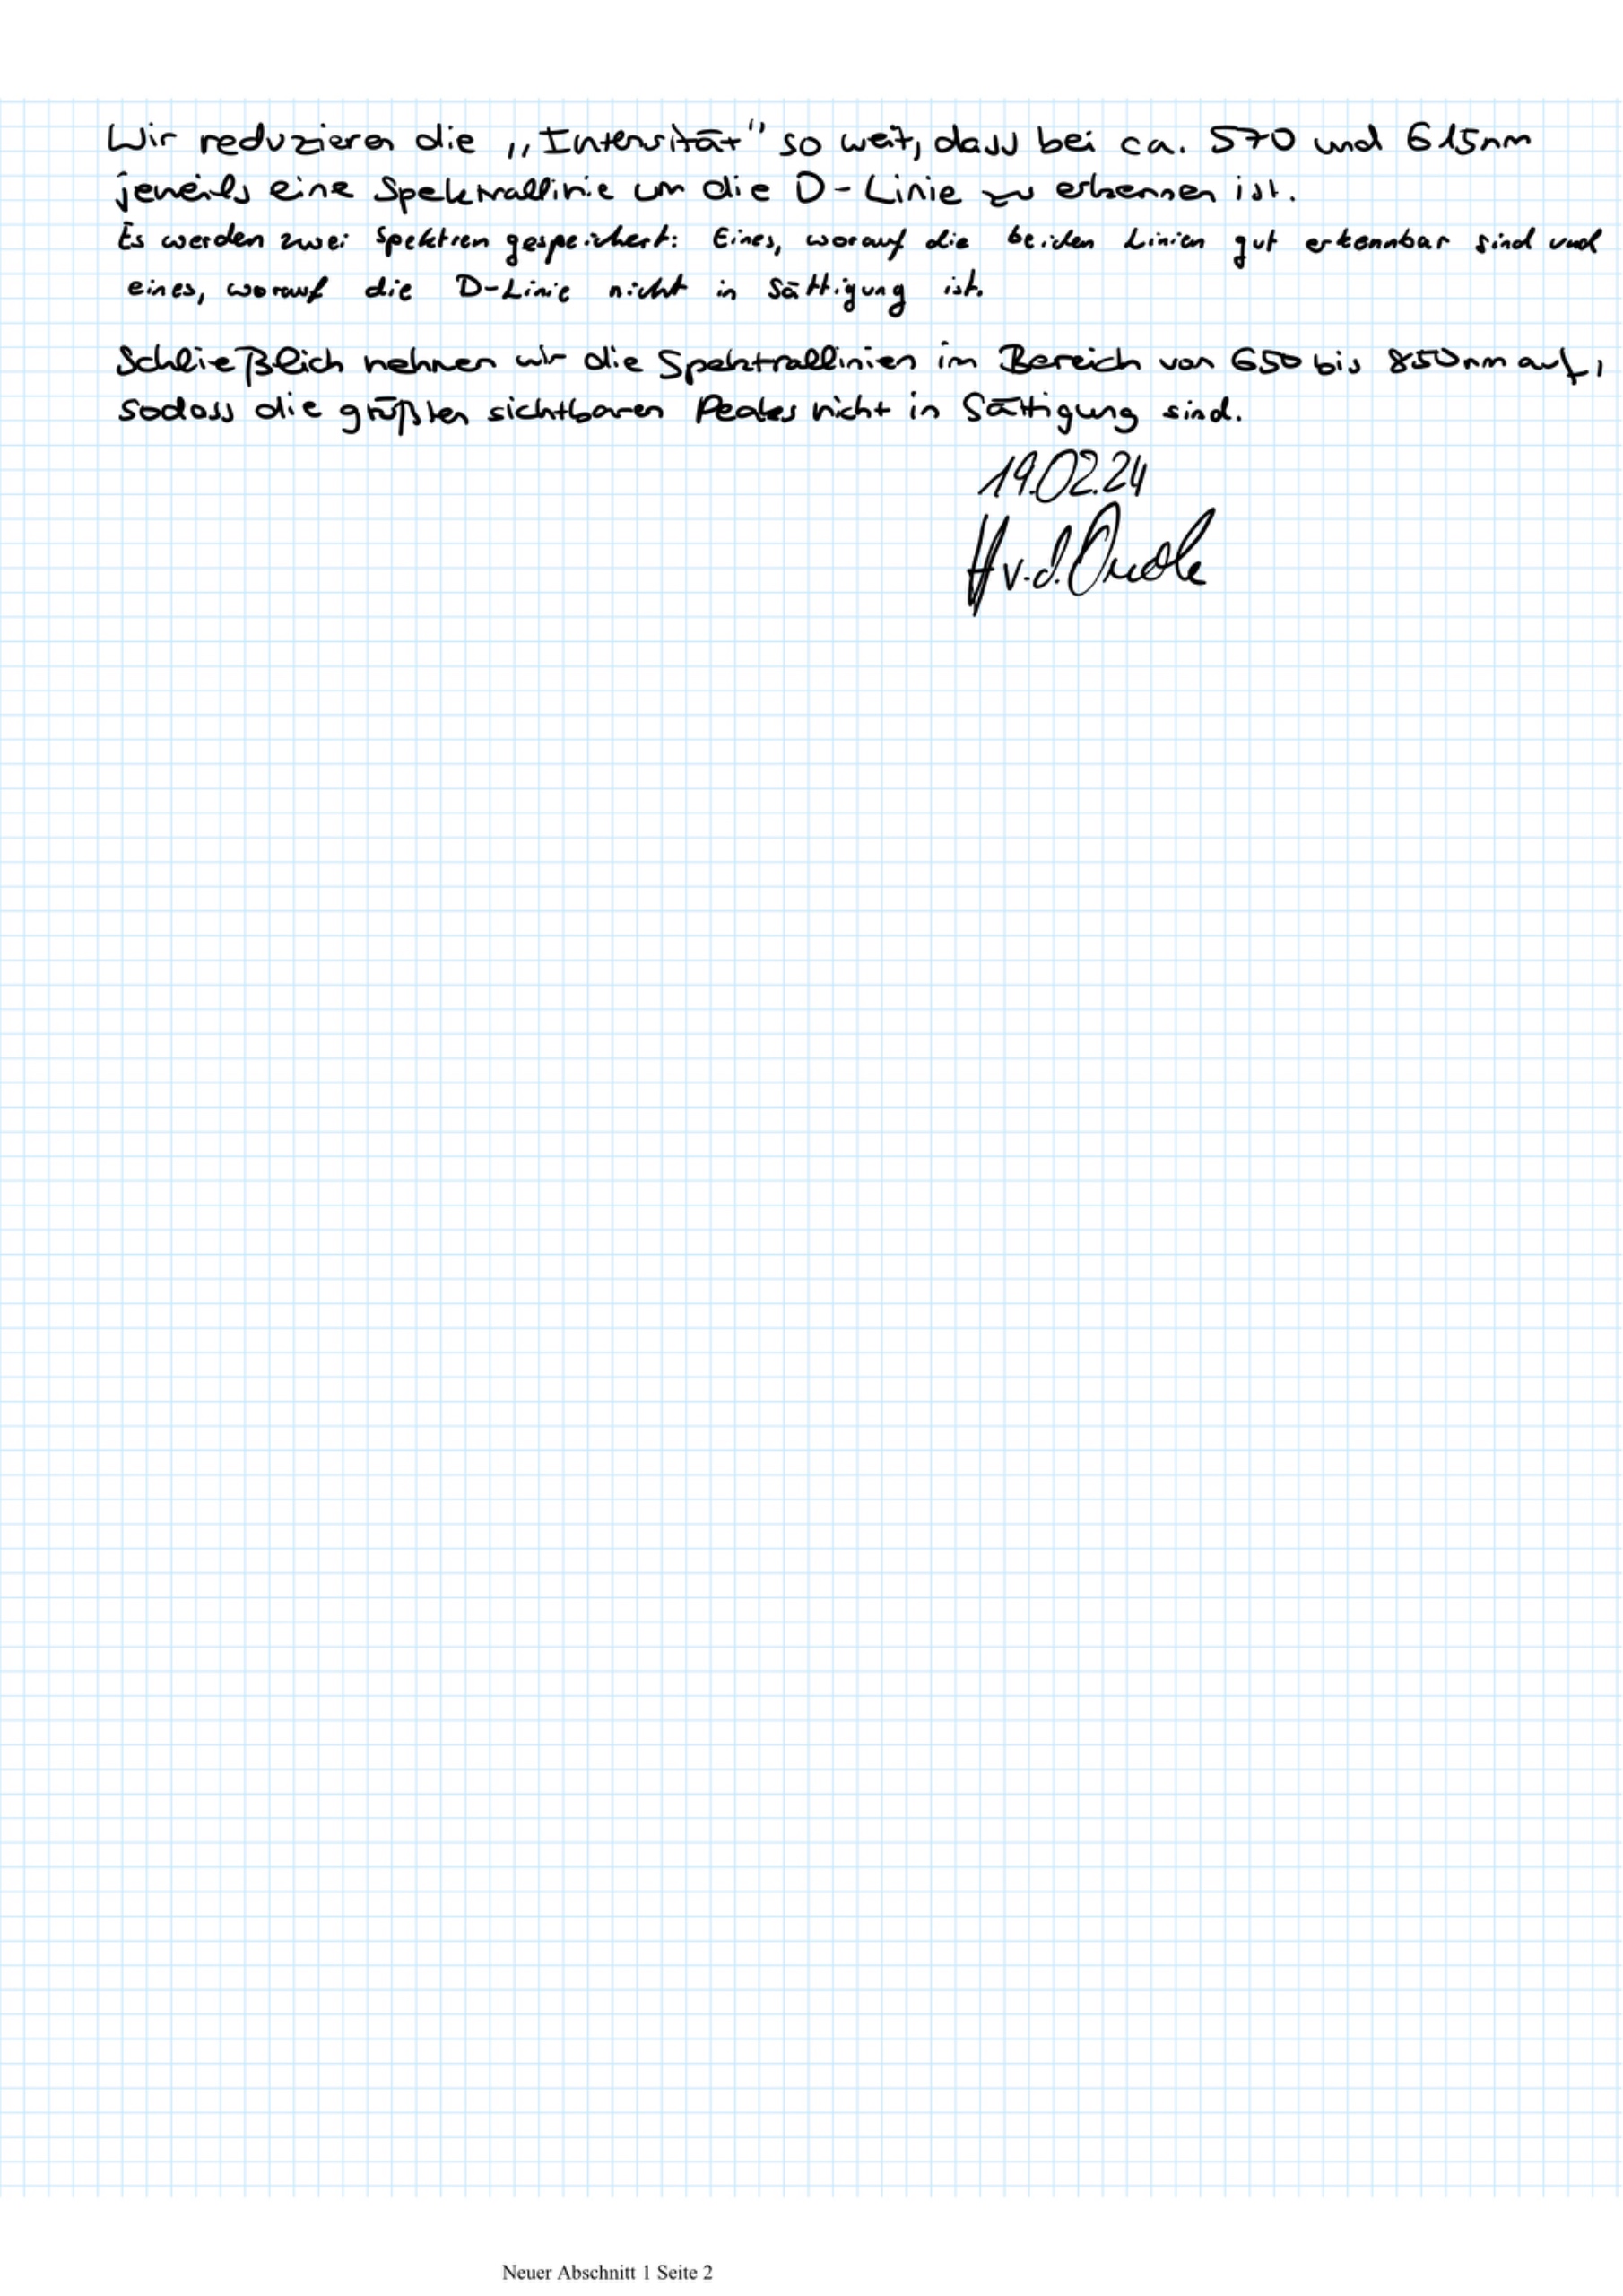 Wir reduzieren die „Intensität" so weit, dass bei ca. 570 und 615nm
jeweils eine Spektrallinie um die D-Linie zu erkennen ist.
Es werden zwei Spektren gespeichert: Eines, worauf die beiden Linien gut erkennbar sind und
eines, worauf die D-Linie nicht in Sättigung ist.
Schließlich nehmen wir die Spektrallinien im Bereich von 650 bis 850nm auf,
sodass die größten sichtbaren Peakes nicht in Sättigung sind.
19.02.24
H v.d.
Neuer Abschnitt 1 Seite 2